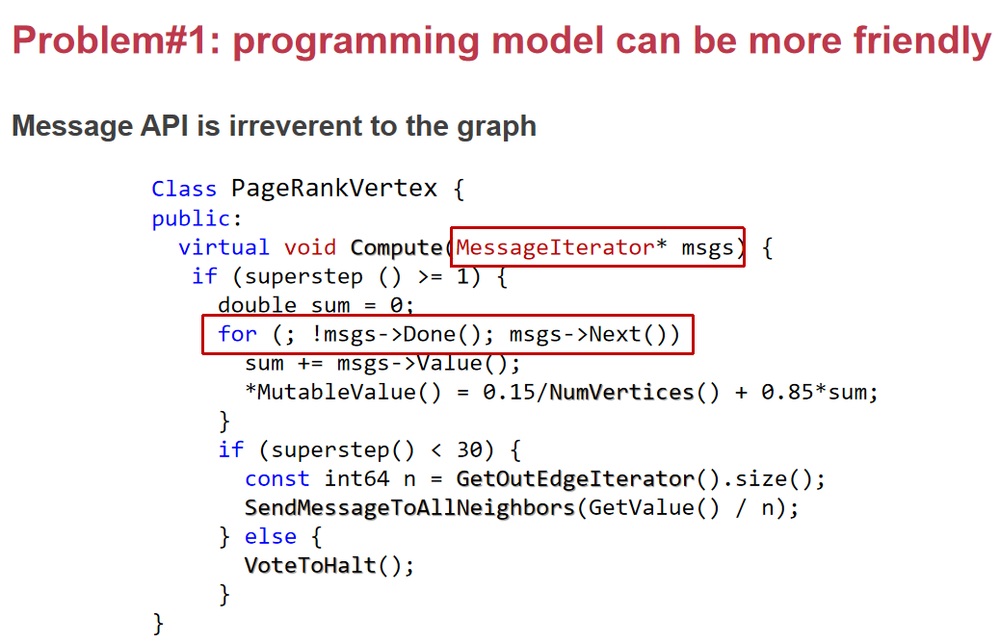 Problem#1: programming model can be more friendly
Message API is irreverent to the graph
Class PageRankVertex {
public:
virtual void Compute(MessageIterator* msgs) {
if (superstep () >= 1) {
double sum = 0;
for (; !msgs->Done(); msgs->Next())
sum += msgs->Value();
*MutableValue() = 0.15/NumVertices() + 0.85*sum;
}
if (superstep() < 30) {
const int64 n = GetOutEdgeIterator().size();
SendMessageToAllNeighbors(GetValue() / n);
} else {
VoteToHalt();
}
}